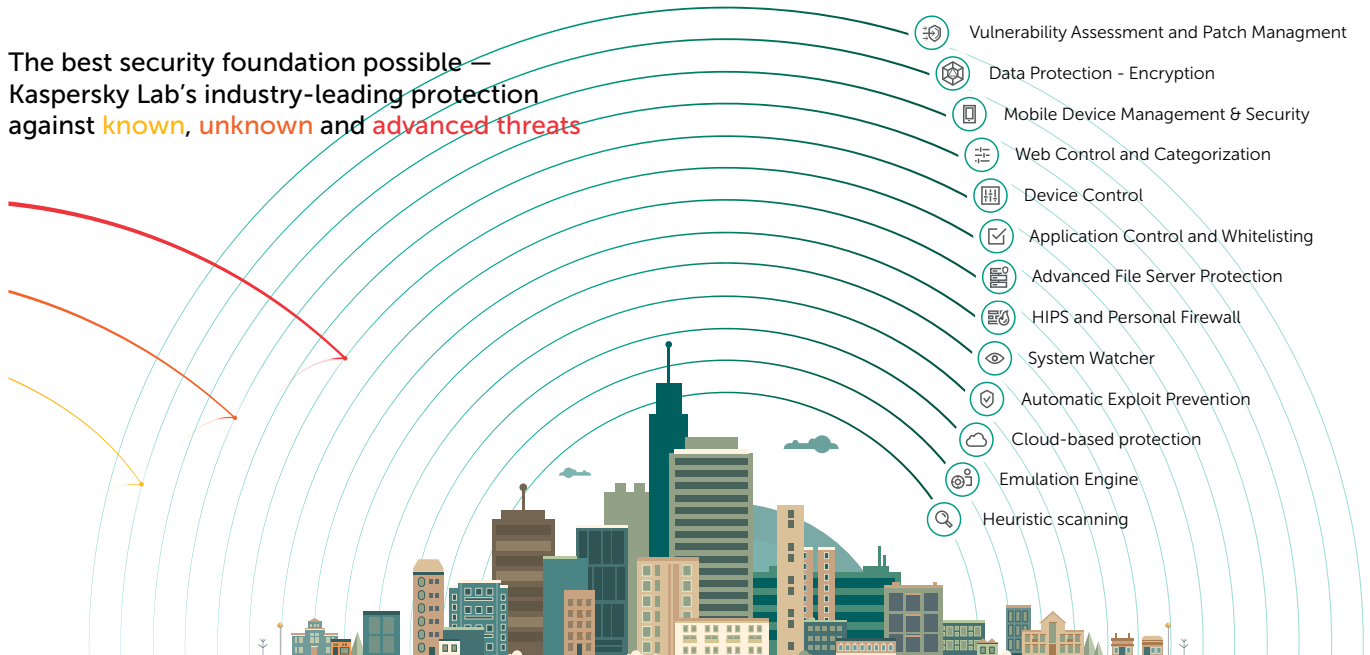 The best security foundation possible —
Kaspersky Lab’s industry-leading protection
against known, unknown and advanced threats
Vulnerability Assessment and Patch Managment
Data Protection - Encryption
Mobile Device Management & Security
Web Control and Categorization
Device Control
Application Control and Whitelisting
Advanced File Server Protection
HIPS and Personal Firewall
System Watcher
Automatic Exploit Prevention
Cloud-based protection
Emulation Engine
Heuristic scanning